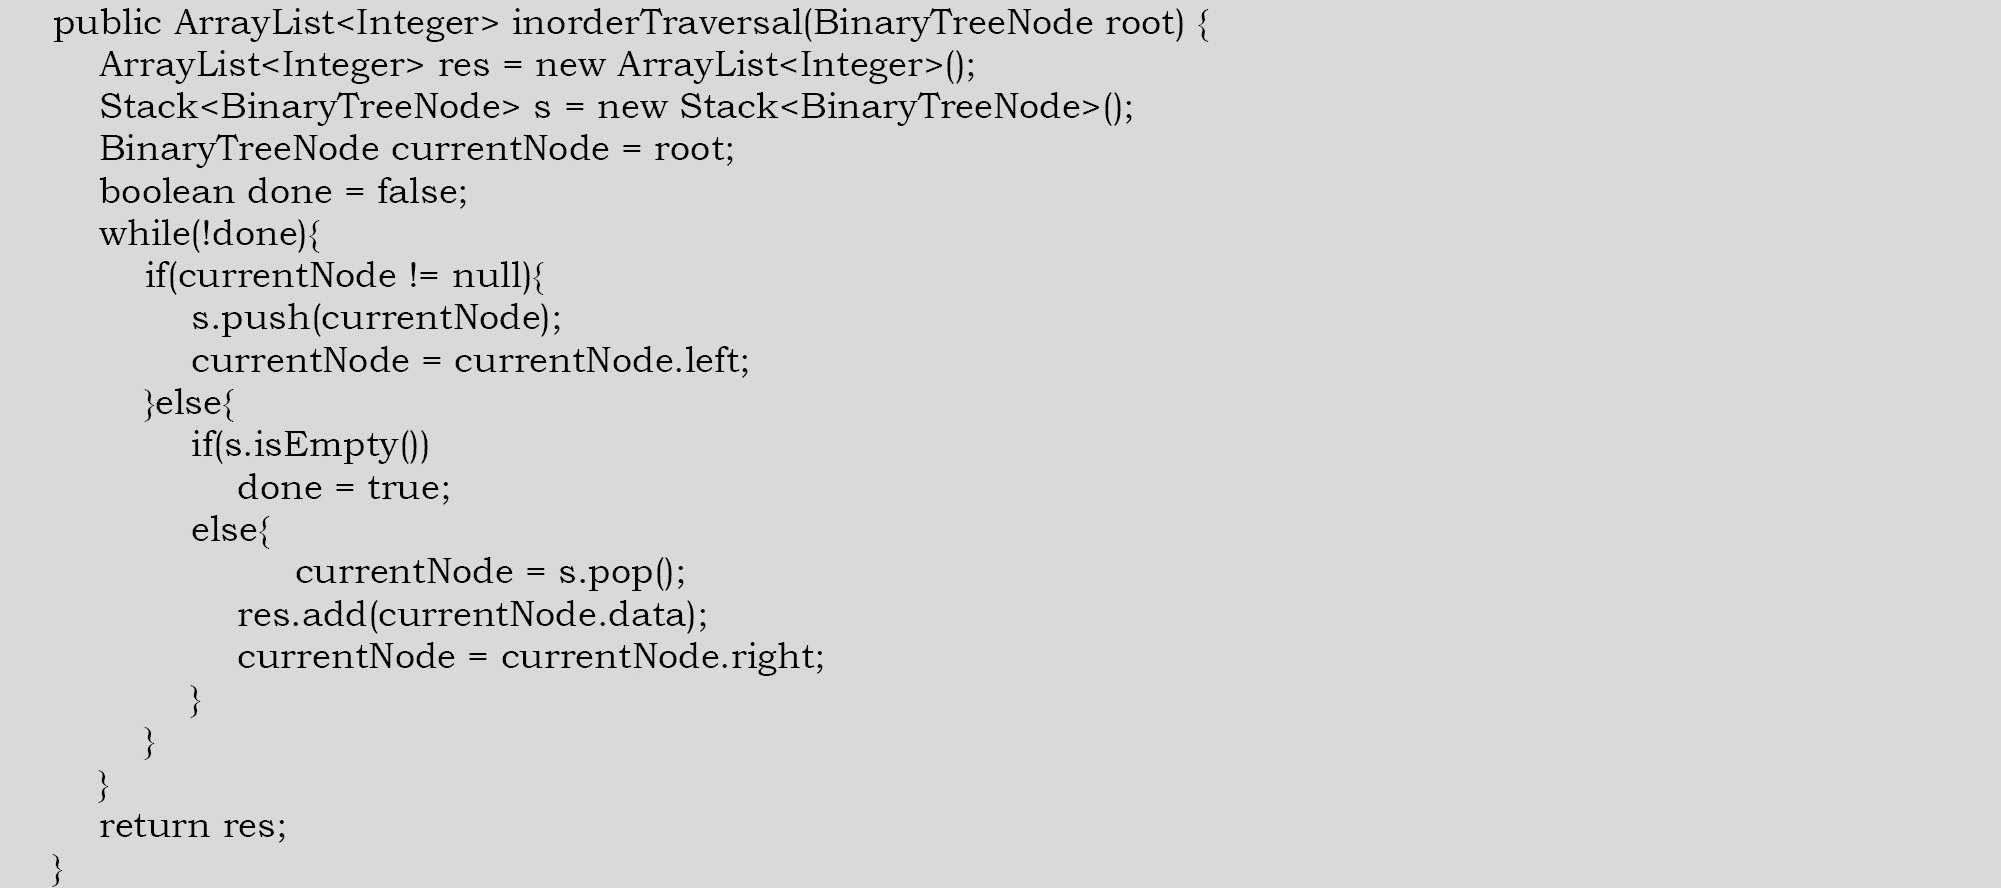 public ArrayList<Integer> inorderTraversal(BinaryTreeNode root) {
ArrayList<Integer> res = new ArrayList<Integer>();
Stack<BinaryTreeNode> s = new Stack<BinaryTreeNode>();
BinaryTreeNode currentNode = root;
boolean done = false;
while(!done){
if(currentNode != null){
s.push(currentNode);
currentNode = currentNode.left;
}else{
if(s.isEmpty())
done = true;
else{
currentNode = s.pop();
res.add(currentNode.data);
currentNode = currentNode.right;
}
}
}
return res;
}